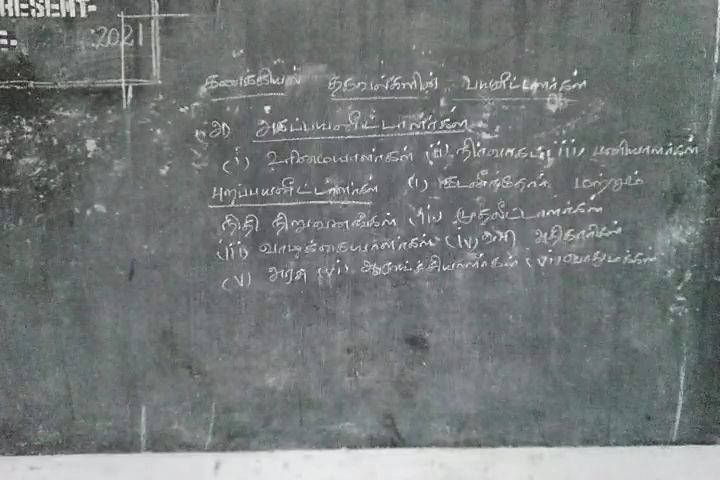 RESENT-
E-
2021
கணக்கியல் தகவல்களின் பயனீட்டாளர்கள்
அ) அகப்பயனீட்டாளர்கள்
(i) உரிமையாளர்கள் (ii) நிர்வாகம் (iii) பணியாளர்கள்
புறப்பயனீட்டாளர்கள் (i) கடனீந்தோர் மற்றும்
நிதி நிறுவனங்கள் (ii) முதலீட்டாளர்கள்
(iii) வாடிக்கையாளர்கள் (iv) வரி அதிகாரிகள்
(v) அரசு (vi) ஆராய்ச்சியாளர்கள் (vii) பொதுமக்கள்